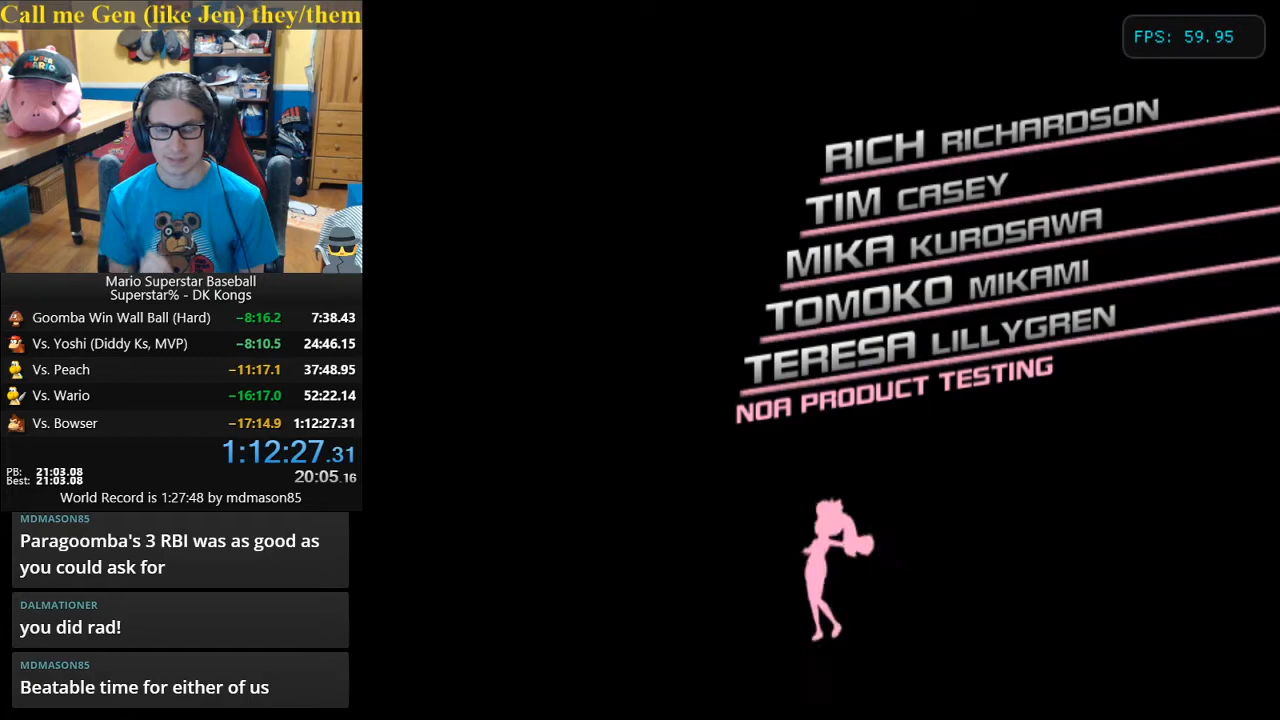 Call me Gen (like Jen) they/them
SUPER
MARIO
FPS: 59.95
RICH RICHARDSON
TIM CASEY
MIKA KUROSAWA
TOMOKO MIKAMI
TERESA LILLYGREN
NOA PRODUCT TESTING
Mario Superstar Baseball
Superstar% - DK Kongs
Goomba Win Wall Ball (Hard) −8:16.2 7:38.43
Vs. Yoshi (Diddy Ks, MVP) −8:10.5 24:46.15
Vs. Peach −11:17.1 37:48.95
Vs. Wario −16:17.0 52:22.14
Vs. Bowser −17:14.9 1:12:27.31
1:12:27.31
PB: 21:03.08
Best: 21:03.08
20:05.16
World Record is 1:27:48 by mdmason85
MDMASON85
Paragoomba's 3 RBI was as good as
you could ask for
DALMATIONER
you did rad!
MDMASON85
Beatable time for either of us